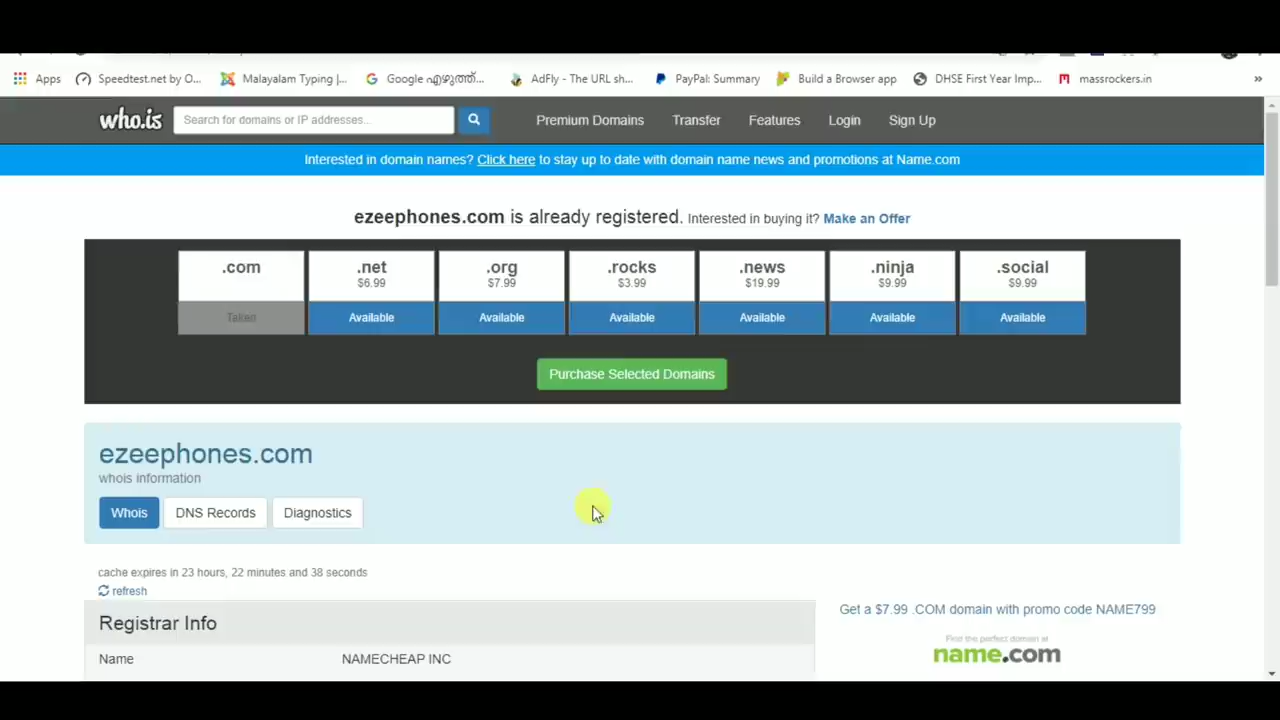 Apps Speedtest.net by O... Malayalam Typing |... Google എഴുത്ത്... AdFly - The URL sh... PayPal: Summary Build a Browser app DHSE First Year Imp... massrockers.in »
who.is Search for domains or IP addresses... Premium Domains Transfer Features Login Sign Up
Interested in domain names? Click here to stay up to date with domain name news and promotions at Name.com
ezeephones.com is already registered. Interested in buying it? Make an Offer
.com .net .org .rocks .news .ninja .social
$6.99 $7.99 $3.99 $19.99 $9.99 $9.99
Taken Available Available Available Available Available Available
Purchase Selected Domains
ezeephones.com
whois information
Whois DNS Records Diagnostics
cache expires in 23 hours, 22 minutes and 38 seconds
refresh
Registrar Info
Name NAMECHEAP INC
Get a $7.99 .COM domain with promo code NAME799
Find the perfect domain at
name.com